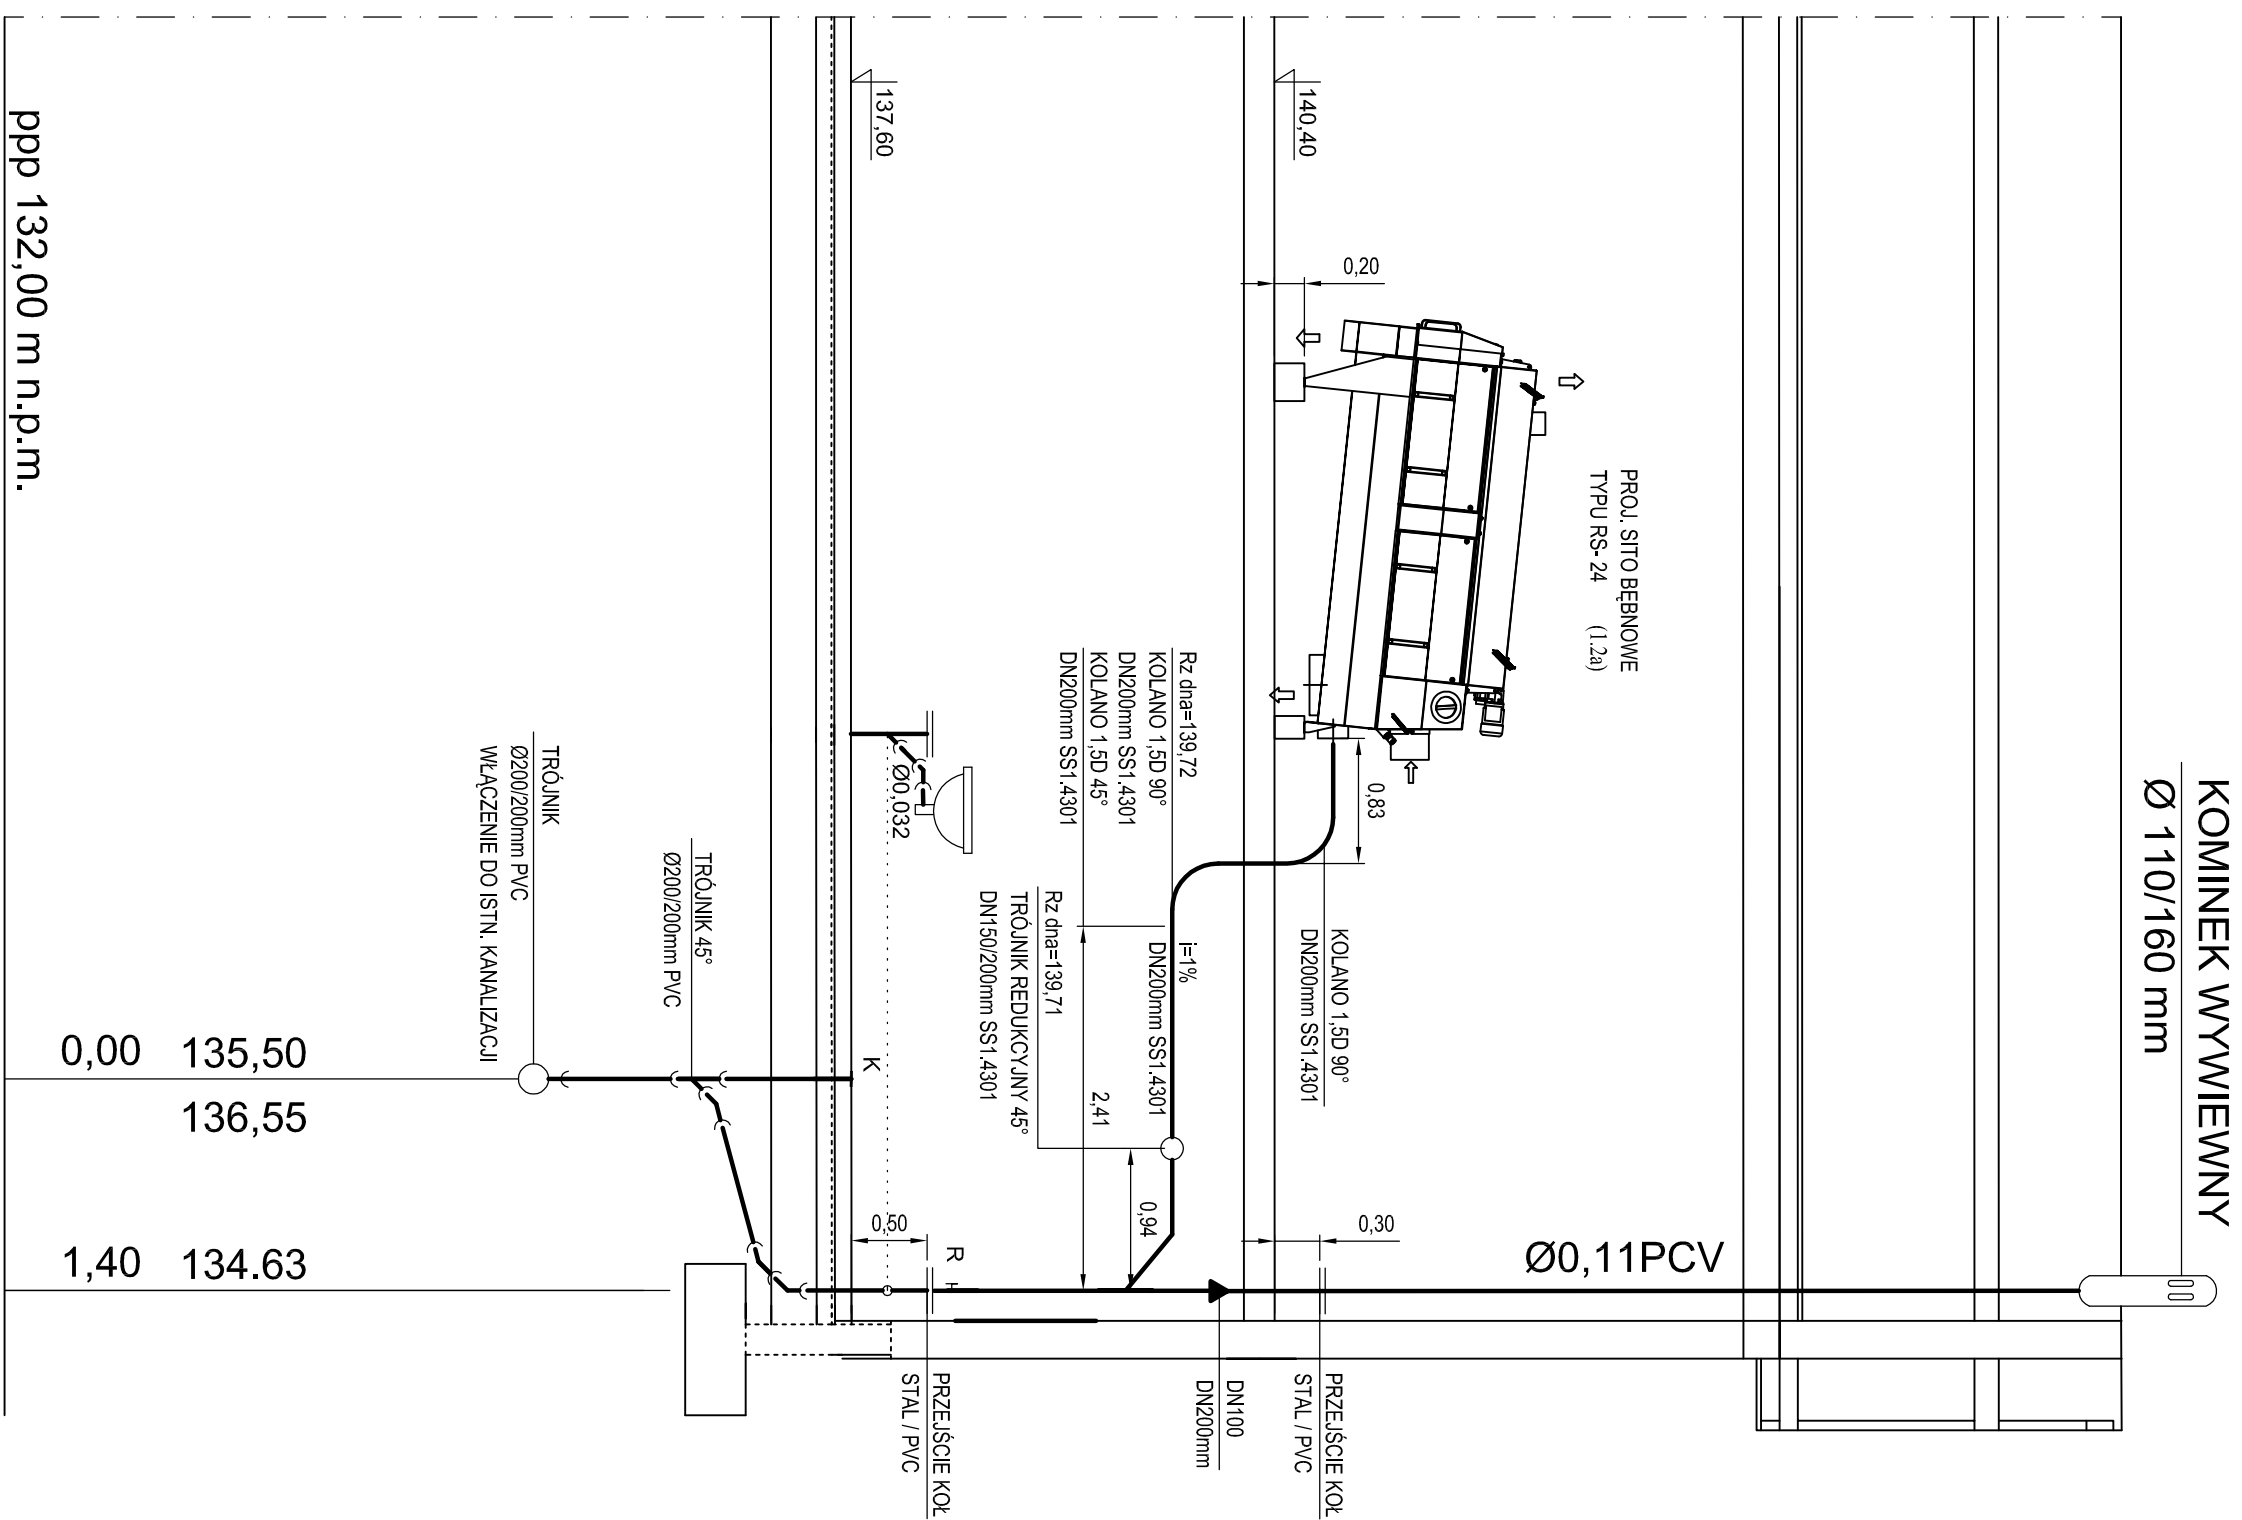 KOMINEK WYWIEWNY
Ø 110/160 mm
PROJ. SITO BĘBNOWE
TYPU RS-24 (1.2a)
140,40
0,20
0,83
KOLANO 1,5D 90°
DN200mm SS1.4301
0,30
Ø0,11PCV
PRZEJŚCIE KOŁ
STAL / PVC
DN100
DN200mm
Rz dna=139,72
KOLANO 1,5D 90°
DN200mm SS1.4301
KOLANO 1,5D 45°
DN200mm SS1.4301
i=1%
DN200mm SS1.4301
2,41
0,94
Rz dna=139,71
TRÓJNIK REDUKCYJNY 45°
DN150/200mm SS1.4301
137,60
Ø0,032
K
R
0,50
PRZEJŚCIE KOŁ
STAL / PVC
TRÓJNIK 45°
Ø200/200mm PVC
TRÓJNIK
Ø200/200mm PVC
WŁĄCZENIE DO ISTN. KANALIZACJI
ppp 132,00 m n.p.m.
0,00 135,50
136,55
1,40 134.63